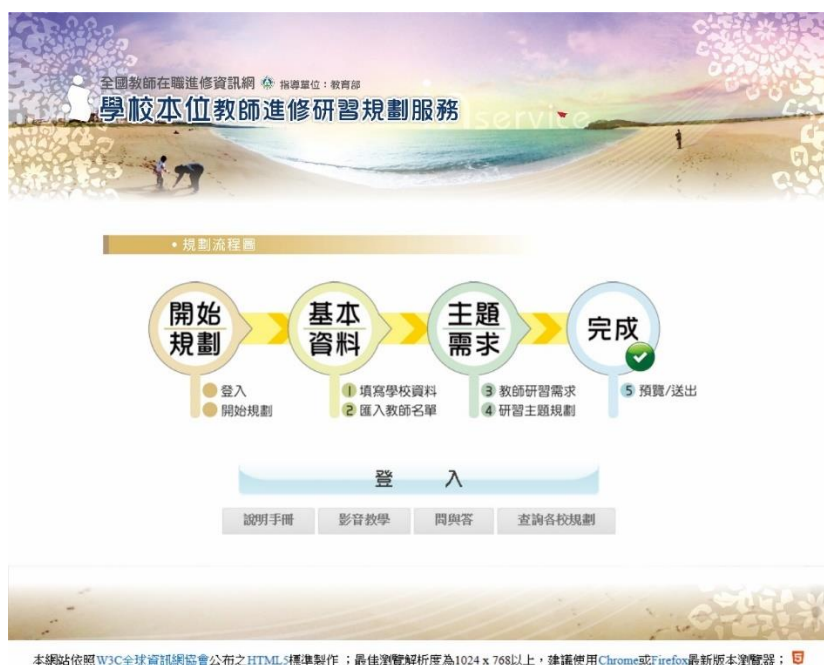 全國教師在職進修資訊網 指導單位：教育部
學校本位教師進修研習規劃服務
service
• 規劃流程圖
開始規劃
基本資料
主題需求
完成
登入
開始規劃
1 填寫學校資料
2 匯入教師名單
3 教師研習需求
4 研習主題規劃
5 預覽/送出
登 入
說明手冊 影音教學 問與答 查詢各校規劃
本網站依照W3C全球資訊網協會公布之HTML5標準製作；最佳瀏覽解析度為1024 x 768以上，建議使用Chrome或Firefox最新版本瀏覽器；